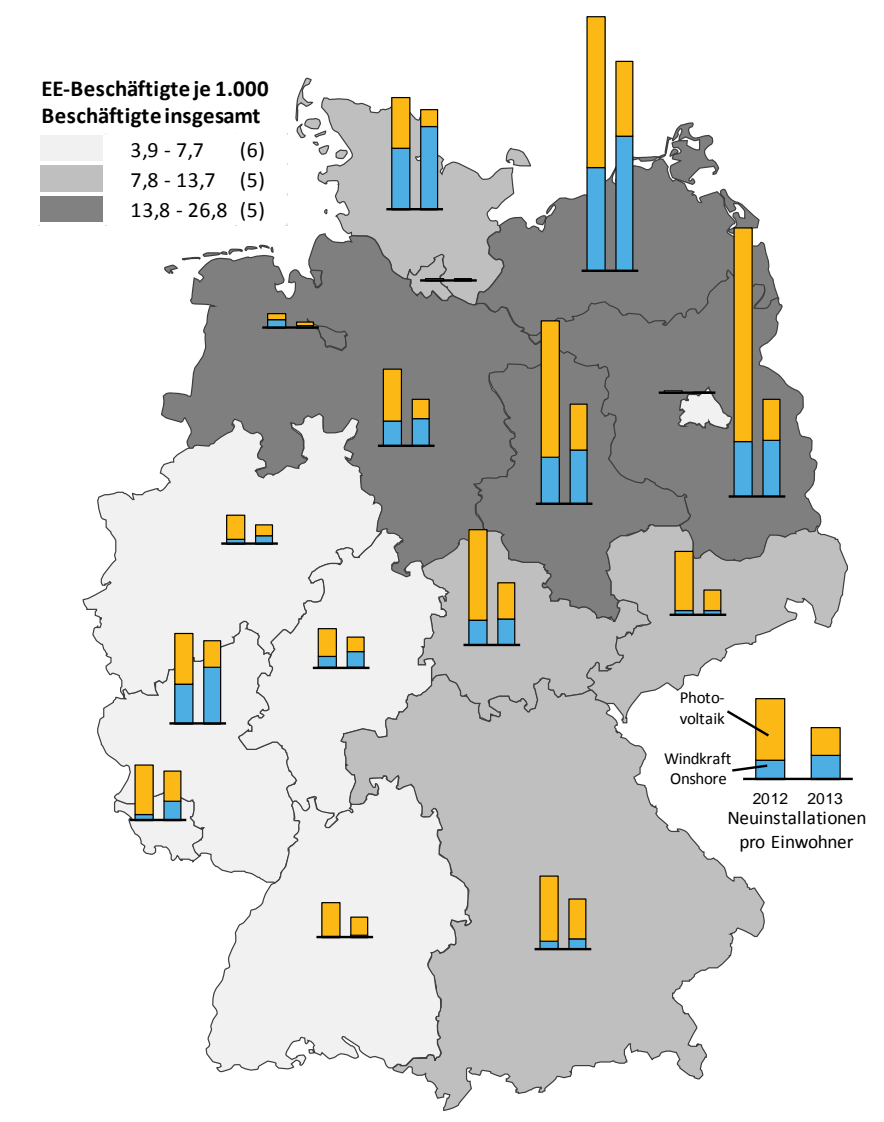 EE-Beschäftigte je 1.000
Beschäftigte insgesamt
3,9 - 7,7 (6)
7,8 - 13,7 (5)
13,8 - 26,8 (5)
Photo-
voltaik
Windkraft
Onshore
2012 2013
Neuinstallationen
pro Einwohner